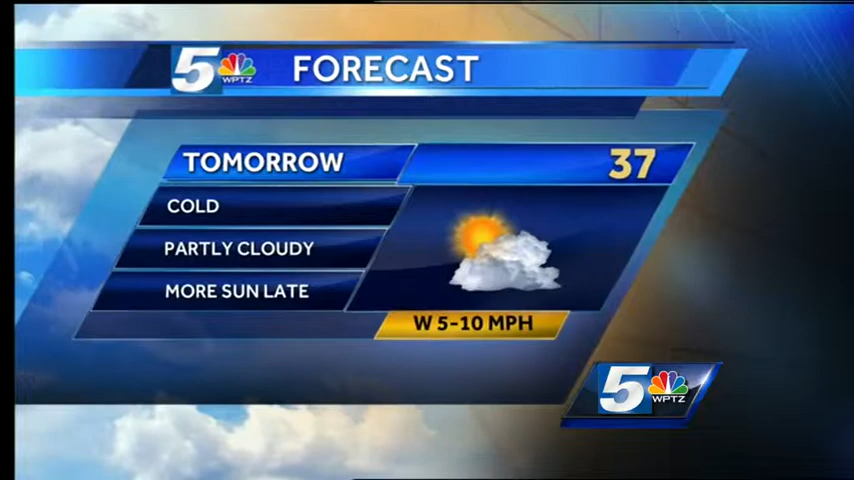 5 WPTZ FORECAST
TOMORROW 37
COLD
PARTLY CLOUDY
MORE SUN LATE
W 5-10 MPH
5 WPTZ